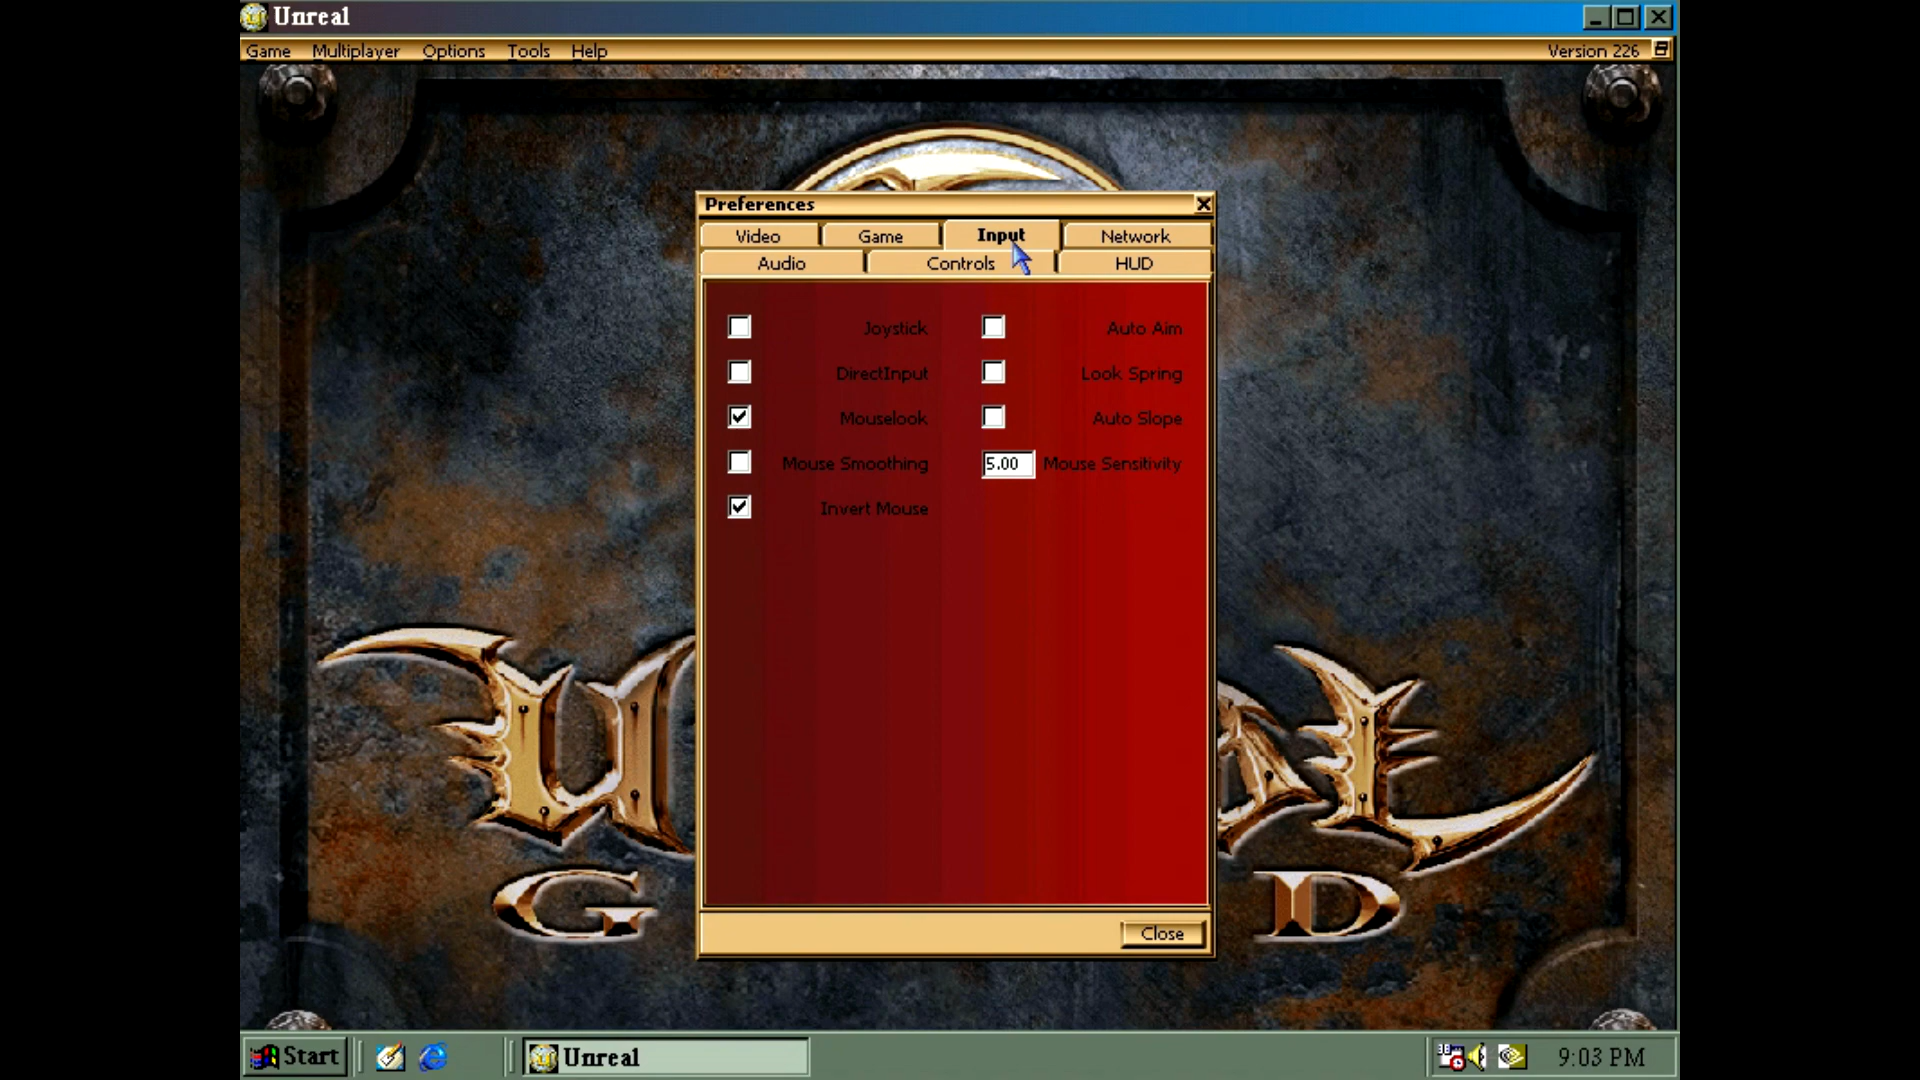 Unreal
Game Multiplayer Options Tools Help Version 226
Preferences
Video Game Input Network
Audio Controls HUD
Joystick Auto Aim
DirectInput Look Spring
Mouselook Auto Slope
Mouse Smoothing 5.00 Mouse Sensitivity
Invert Mouse
Close
Start Unreal 9:03 PM